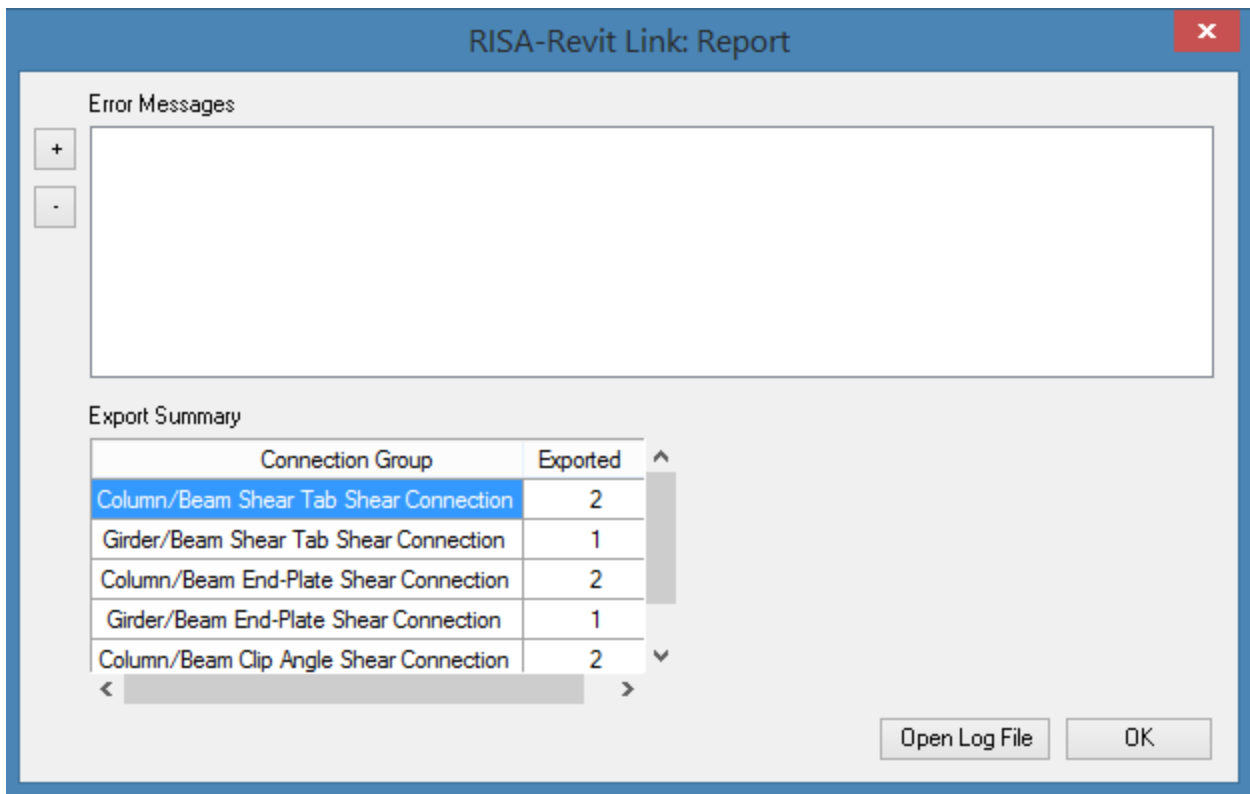 RISA-Revit Link: Report
x
Error Messages
+
-
Export Summary
Connection Group Exported
Column/Beam Shear Tab Shear Connection 2
Girder/Beam Shear Tab Shear Connection 1
Column/Beam End-Plate Shear Connection 2
Girder/Beam End-Plate Shear Connection 1
Column/Beam Clip Angle Shear Connection 2
Open Log File OK